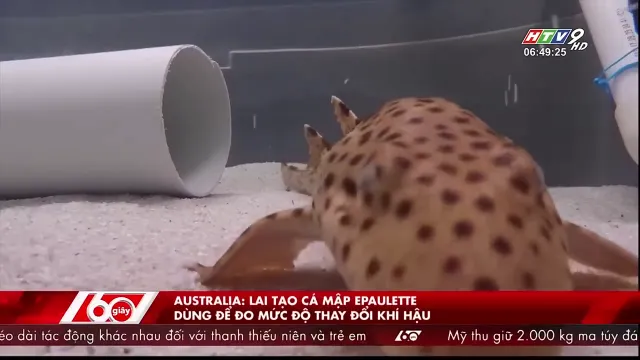 HTV9 HD
06:49:25
60 giây
AUSTRALIA: LAI TẠO CÁ MẬP EPAULETTE
DÙNG ĐỂ ĐO MỨC ĐỘ THAY ĐỔI KHÍ HẬU
éo dài tác động khác nhau đối với thanh thiếu niên và trẻ em 60 Mỹ thu giữ 2.000 kg ma túy đá